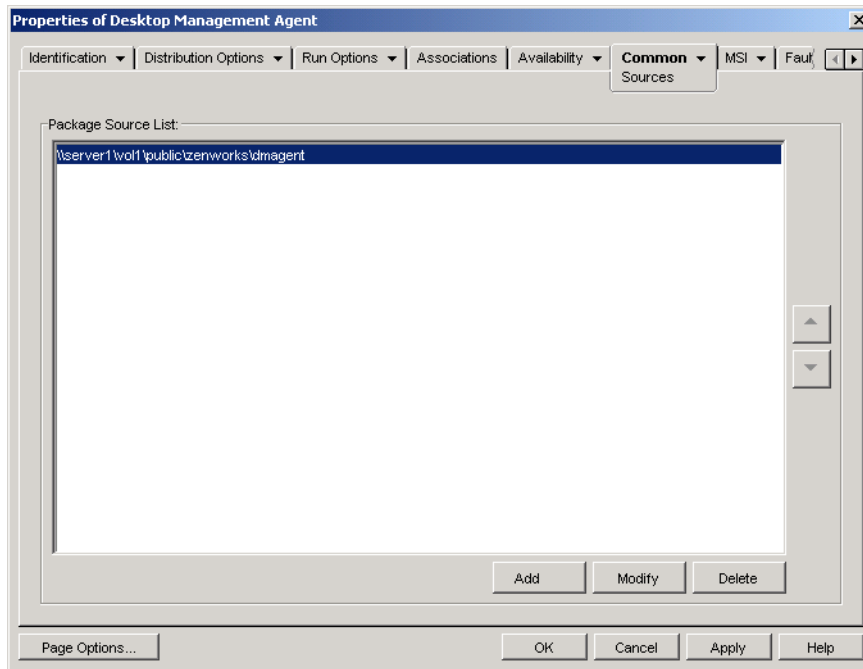 Properties of Desktop Management Agent
Identification Distribution Options Run Options Associations Availability Common MSI
Sources
Package Source List:
\\server1\vol1\public\zenworks\dmagent
Add Modify Delete
Page Options... OK Cancel Apply Help